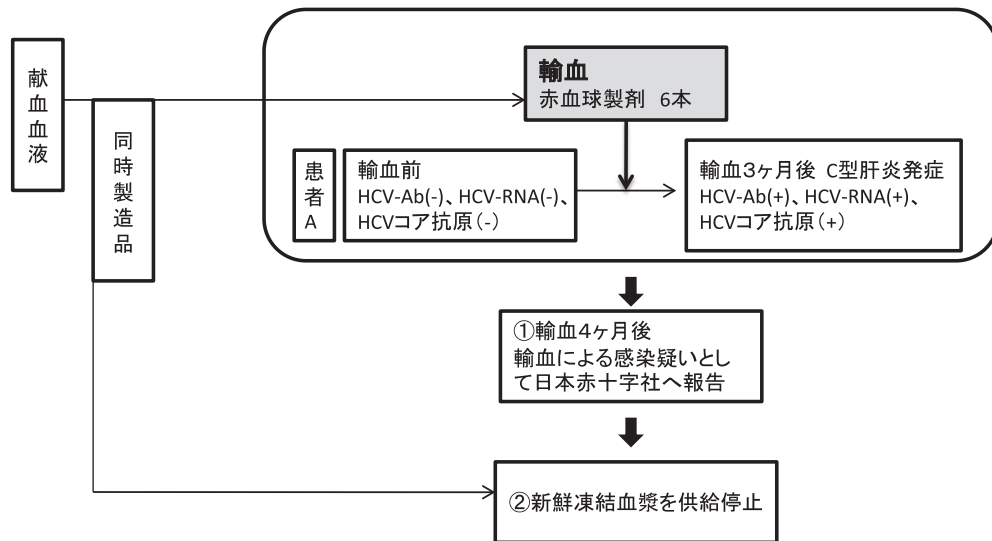 献血血液
同時製造品
輸血
赤血球製剤 6本
患者A
輸血前
HCV-Ab(-)、HCV-RNA(-)、
HCVコア抗原(-)
輸血3ヶ月後 C型肝炎発症
HCV-Ab(+)、HCV-RNA(+)、
HCVコア抗原(+)
①輸血4ヶ月後
輸血による感染疑いとし
て日本赤十字社へ報告
②新鮮凍結血漿を供給停止